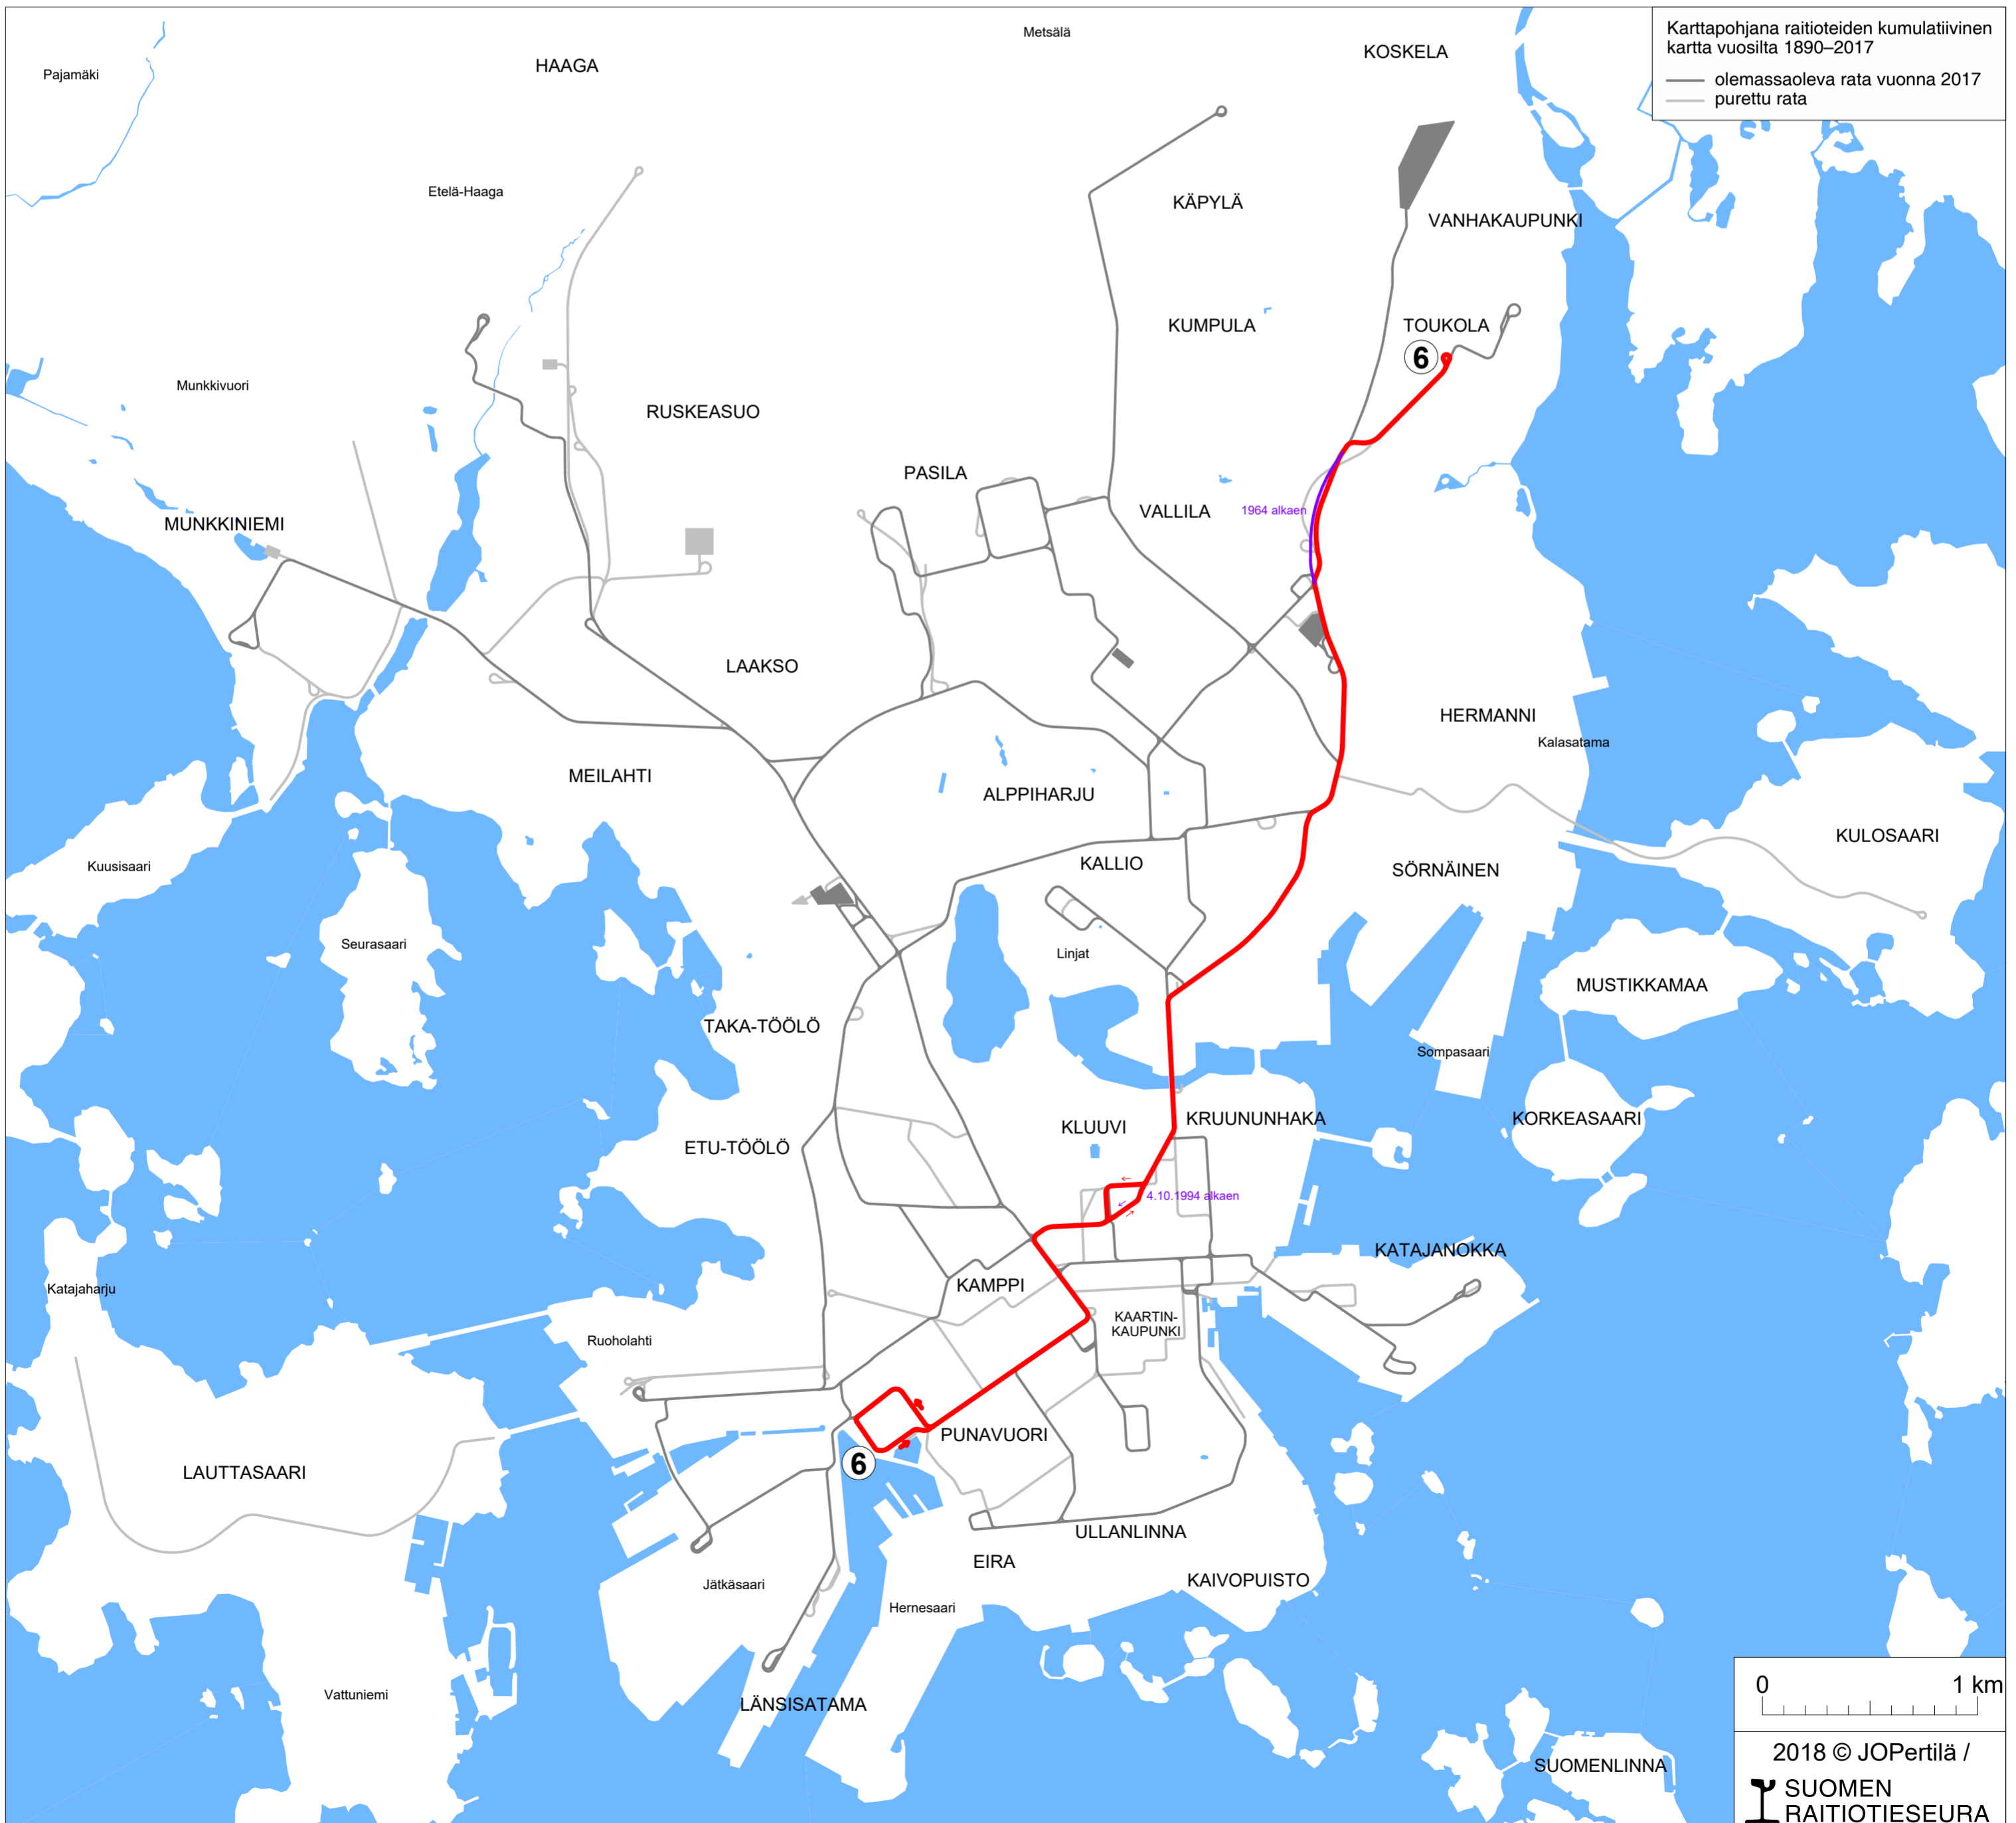 Karttapohjana raitioteiden kumulatiivinen
kartta vuosilta 1890–2017
olemassaoleva rata vuonna 2017
purettu rata
Metsälä
KOSKELA
HAAGA
Pajamäki
Etelä-Haaga
KÄPYLÄ
VANHAKAUPUNKI
KUMPULA
TOUKOLA
6
Munkkivuori
RUSKEASUO
PASILA
VALLILA
1964 alkaen
MUNKKINIEMI
LAAKSO
HERMANNI
Kalasatama
MEILAHTI
ALPPIHARJU
KULOSAARI
Kuusisaari
KALLIO
SÖRNÄINEN
Seurasaari
Linjat
MUSTIKKAMAA
TAKA-TÖÖLÖ
Sompasaari
KLUUVI
KRUUNUNHAKA
KORKEASAARI
ETU-TÖÖLÖ
4.10.1994 alkaen
KATAJANOKKA
Katajaharju
KAMPPI
KAARTIN-
KAUPUNKI
Ruoholahti
PUNAVUORI
6
LAUTTASAARI
ULLANLINNA
EIRA
Jätkäsaari
KAIVOPUISTO
Hernesaari
Vattuniemi
LÄNSISATAMA
SUOMENLINNA
0 1 km
2018 © JOPertilä /
SUOMEN
RAITIOTIESEURA